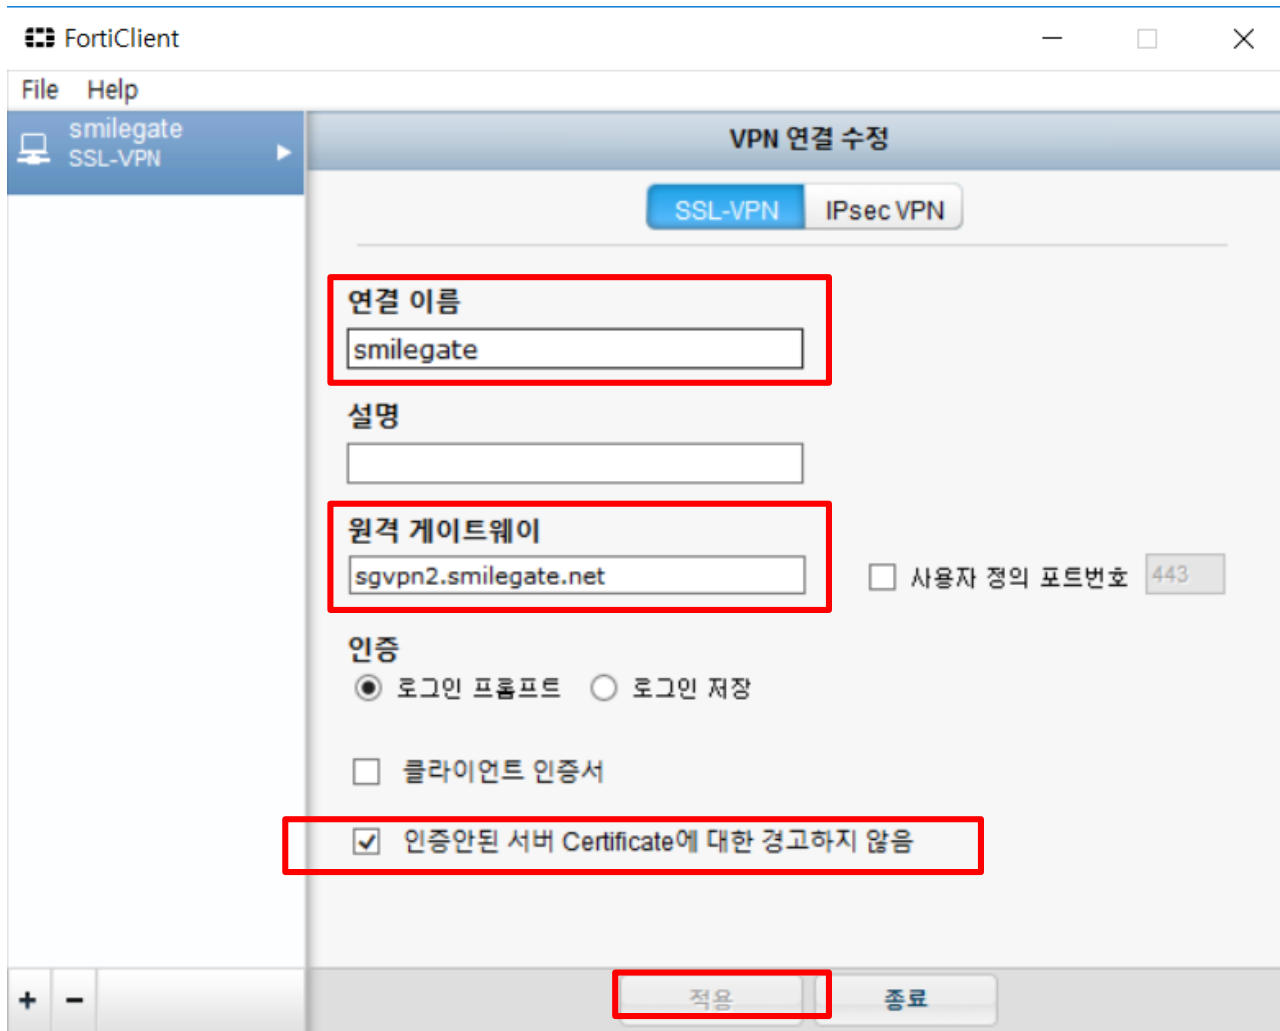 FortiClient
File Help
smilegate
SSL-VPN
VPN 연결 수정
SSL-VPN IPsec VPN
연결 이름
smilegate
설명
원격 게이트웨이
sgvpn2.smilegate.net 사용자 정의 포트번호 443
인증
로그인 프롬프트 로그인 저장
클라이언트 인증서
인증안된 서버 Certificate에 대한 경고하지 않음
+ −
적용 종료